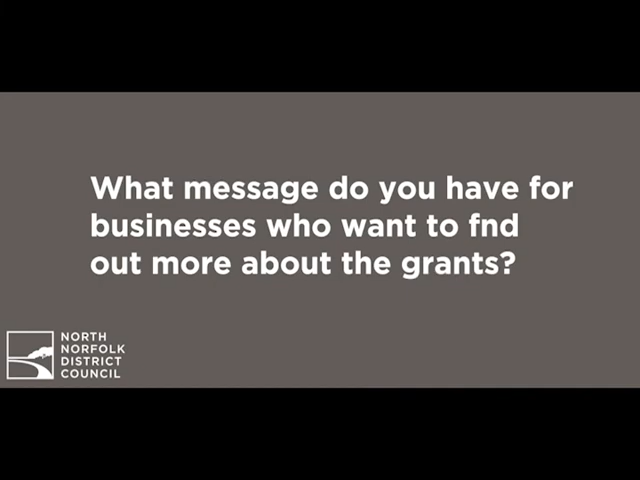 What message do you have for
businesses who want to fnd
out more about the grants?
NORTH
NORFOLK
DISTRICT
COUNCIL